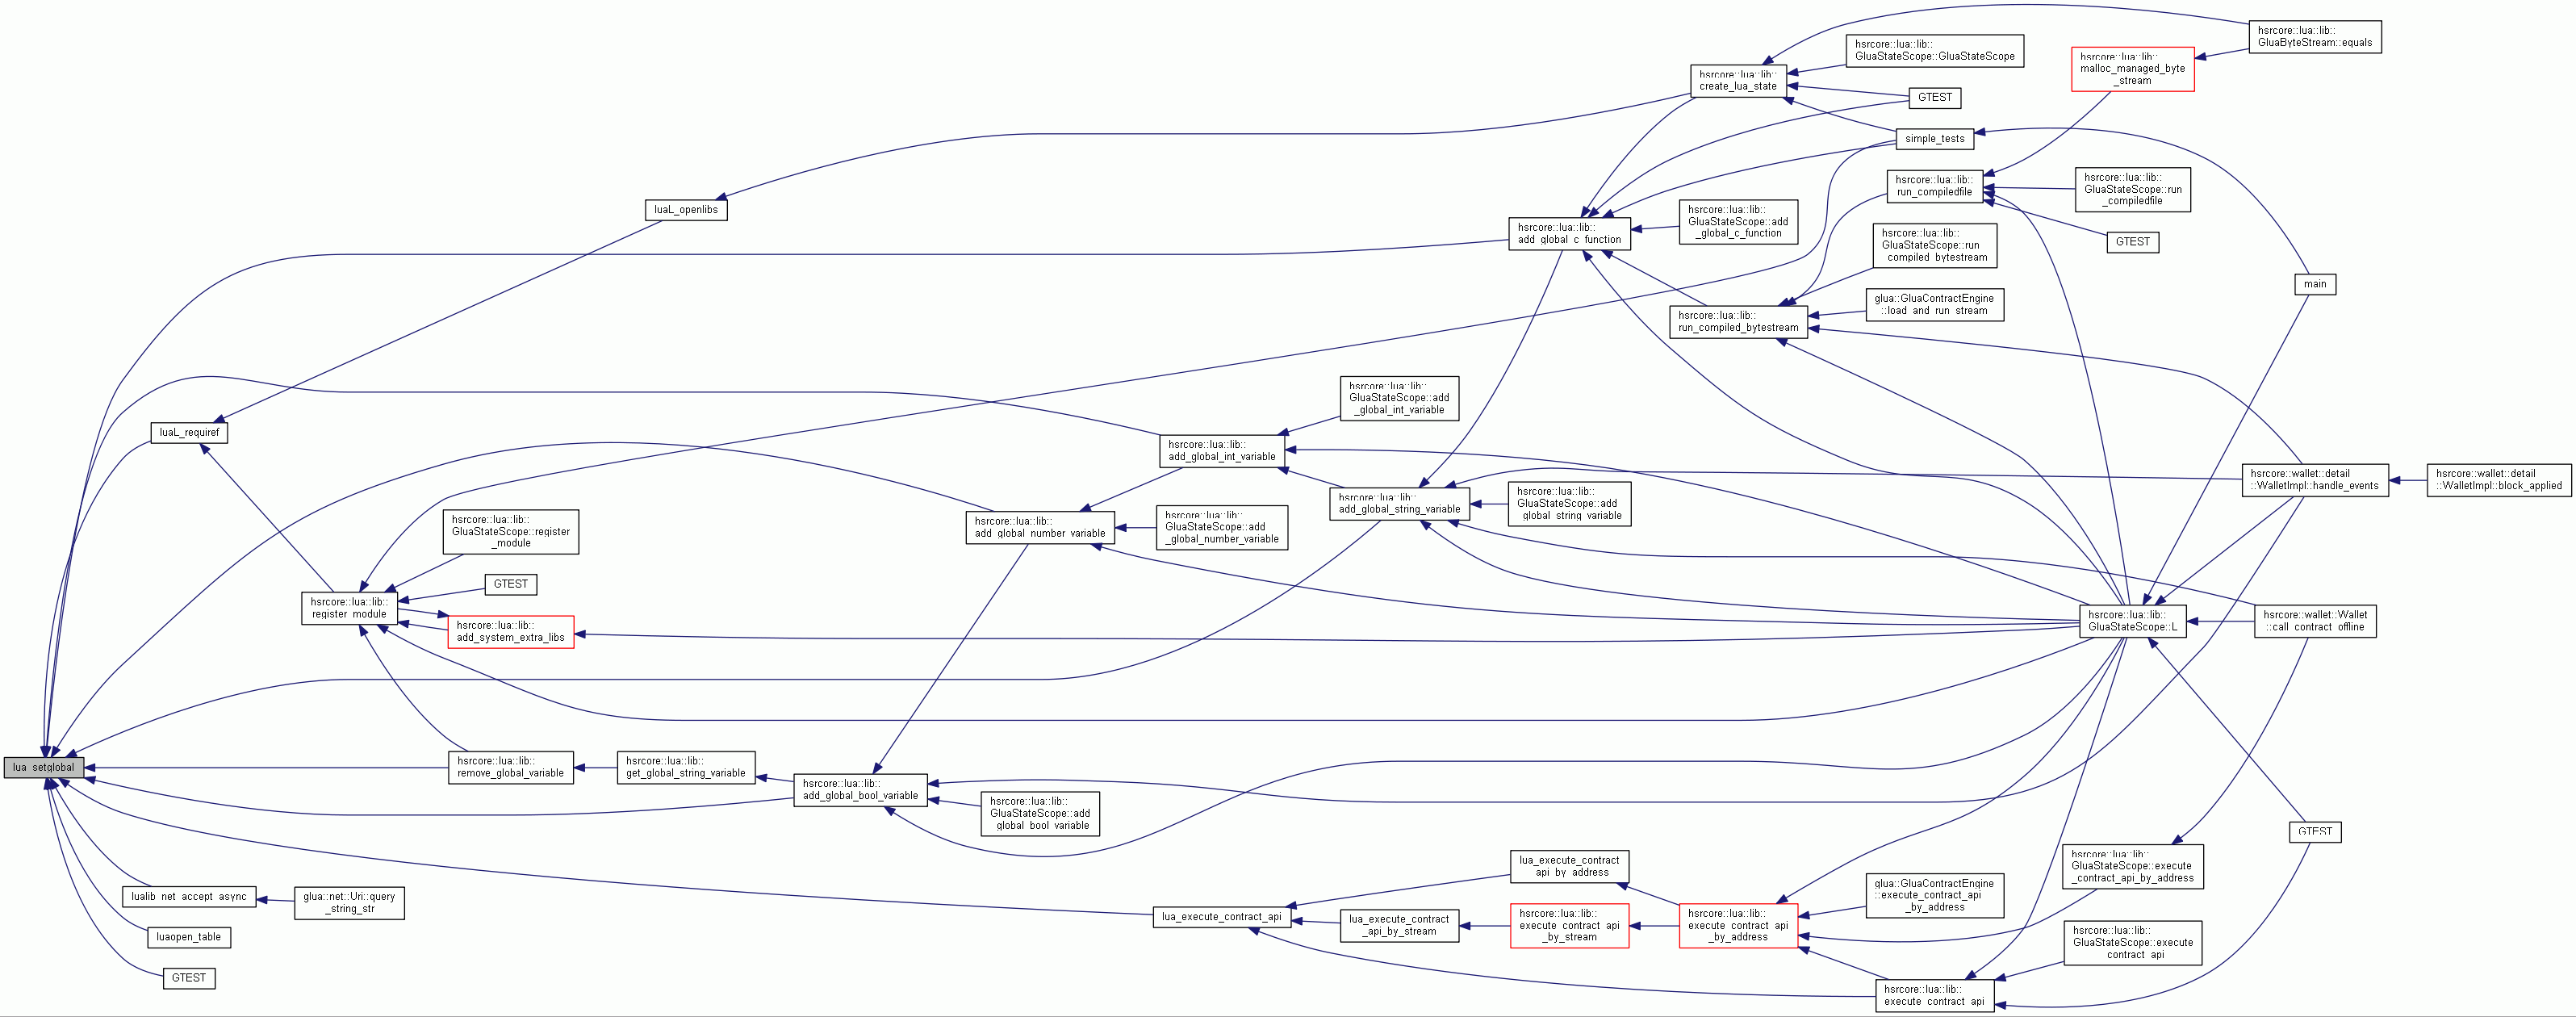 hsrcore::lua::lib::
GluaByteStream::equals
hsrcore::lua::lib::
GluaStateScope::GluaStateScope
hsrcore::lua::lib::
malloc_managed_byte
_stream
hsrcore::lua::lib::
create_lua_state
GTEST
simple_tests
hsrcore::lua::lib::
run_compiledfile
hsrcore::lua::lib::
GluaStateScope::run
_compiledfile
luaL_openlibs
hsrcore::lua::lib::
add_global_c_function
hsrcore::lua::lib::
GluaStateScope::add
_global_c_function
hsrcore::lua::lib::
GluaStateScope::run
_compiled_bytestream
GTEST
main
glua::GluaContractEngine
::load_and_run_stream
hsrcore::lua::lib::
run_compiled_bytestream
hsrcore::lua::lib::
GluaStateScope::add
_global_int_variable
luaL_requiref
hsrcore::lua::lib::
add_global_int_variable
hsrcore::wallet::detail
::WalletImpl::handle_events
hsrcore::wallet::detail
::WalletImpl::block_applied
hsrcore::lua::lib::
add_global_string_variable
hsrcore::lua::lib::
GluaStateScope::add
_global_string_variable
hsrcore::lua::lib::
GluaStateScope::register
_module
hsrcore::lua::lib::
add_global_number_variable
hsrcore::lua::lib::
GluaStateScope::add
_global_number_variable
GTEST
hsrcore::lua::lib::
register_module
hsrcore::lua::lib::
add_system_extra_libs
hsrcore::lua::lib::
GluaStateScope::L
hsrcore::wallet::Wallet
::call_contract_offline
lua_setglobal
hsrcore::lua::lib::
remove_global_variable
hsrcore::lua::lib::
get_global_string_variable
hsrcore::lua::lib::
add_global_bool_variable
hsrcore::lua::lib::
GluaStateScope::add
_global_bool_variable
GTEST
lua_execute_contract
_api_by_address
hsrcore::lua::lib::
GluaStateScope::execute
_contract_api_by_address
lualib_net_accept_async
glua::net::Uri::query
_string_str
glua::GluaContractEngine
::execute_contract_api
_by_address
lua_execute_contract_api
lua_execute_contract
_api_by_stream
hsrcore::lua::lib::
execute_contract_api
_by_stream
hsrcore::lua::lib::
execute_contract_api
_by_address
luaopen_table
hsrcore::lua::lib::
GluaStateScope::execute
_contract_api
GTEST
hsrcore::lua::lib::
execute_contract_api